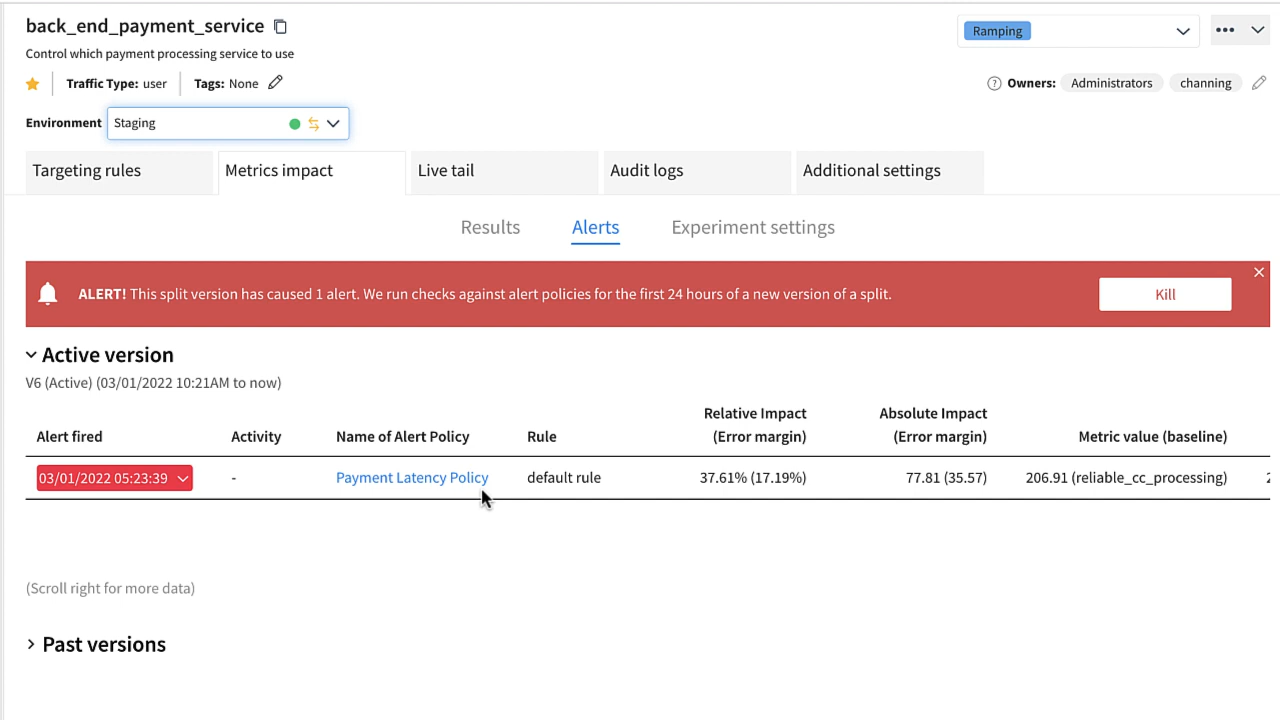 back_end_payment_service
Ramping
Control which payment processing service to use
Traffic Type: user
Tags: None
Owners: Administrators channing
Environment Staging
Targeting rules
Metrics impact
Live tail
Audit logs
Additional settings
Results
Alerts
Experiment settings
ALERT! This split version has caused 1 alert. We run checks against alert policies for the first 24 hours of a new version of a split.
Kill
Active version
V6 (Active) (03/01/2022 10:21AM to now)
Alert fired
Activity
Name of Alert Policy
Rule
Relative Impact
(Error margin)
Absolute Impact
(Error margin)
Metric value (baseline)
03/01/2022 05:23:39
-
Payment Latency Policy
default rule
37.61% (17.19%)
77.81 (35.57)
206.91 (reliable_cc_processing)
(Scroll right for more data)
Past versions